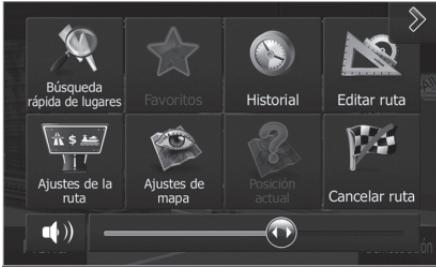 Búsqueda
rápida de lugares
Favoritos
Historial
Editar ruta
Ajustes de la
ruta
Ajustes de
mapa
Posición
actual
Cancelar ruta